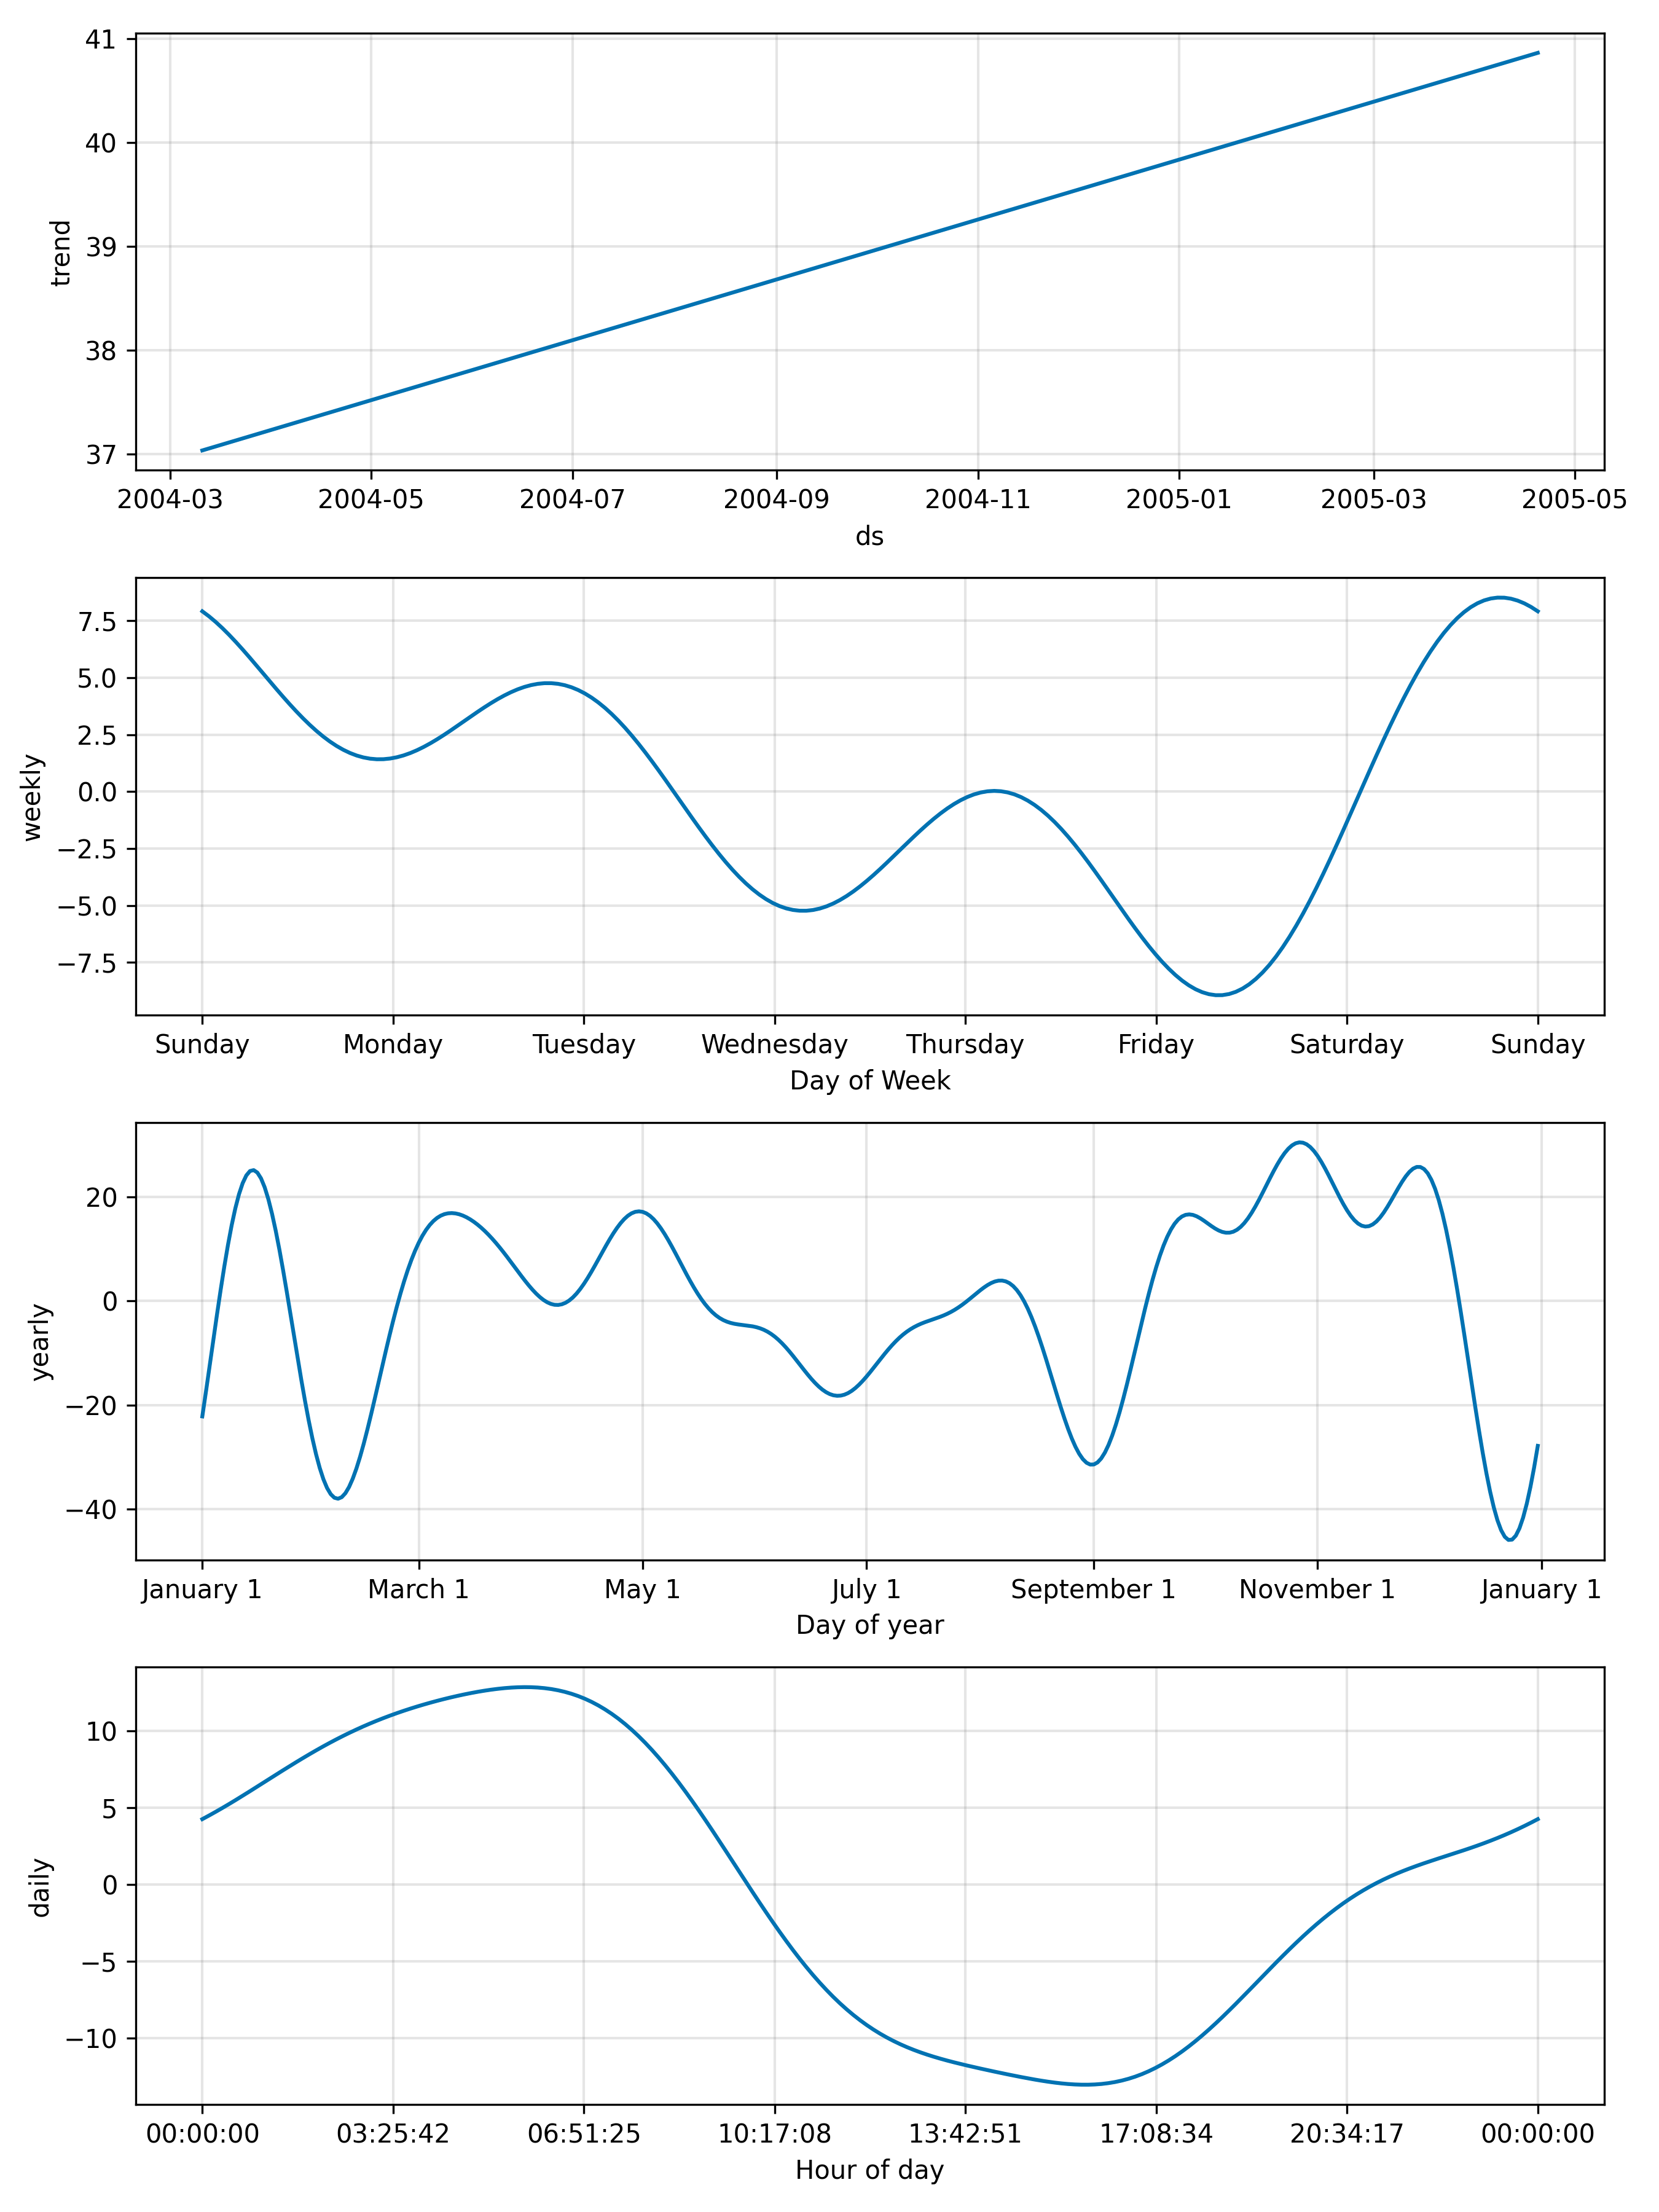 41
40
39
38
37
trend
2004-03 2004-05 2004-07 2004-09 2004-11 2005-01 2005-03 2005-05
ds
7.5
5.0
2.5
0.0
−2.5
−5.0
−7.5
weekly
Sunday Monday Tuesday Wednesday Thursday Friday Saturday Sunday
Day of Week
20
0
−20
−40
yearly
January 1 March 1 May 1 July 1 September 1 November 1 January 1
Day of year
10
5
0
−5
−10
daily
00:00:00 03:25:42 06:51:25 10:17:08 13:42:51 17:08:34 20:34:17 00:00:00
Hour of day